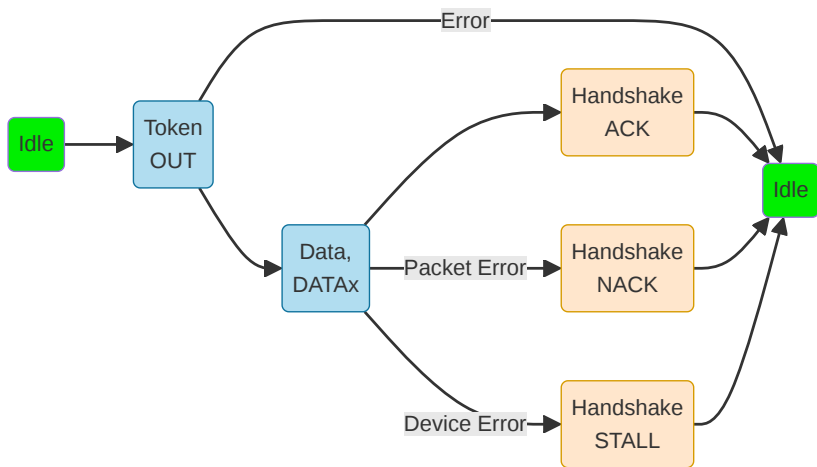 Error
Handshake
ACK
Token
OUT
Idle
Idle
Data,
DATAx
Packet Error
Handshake
NACK
Device Error
Handshake
STALL